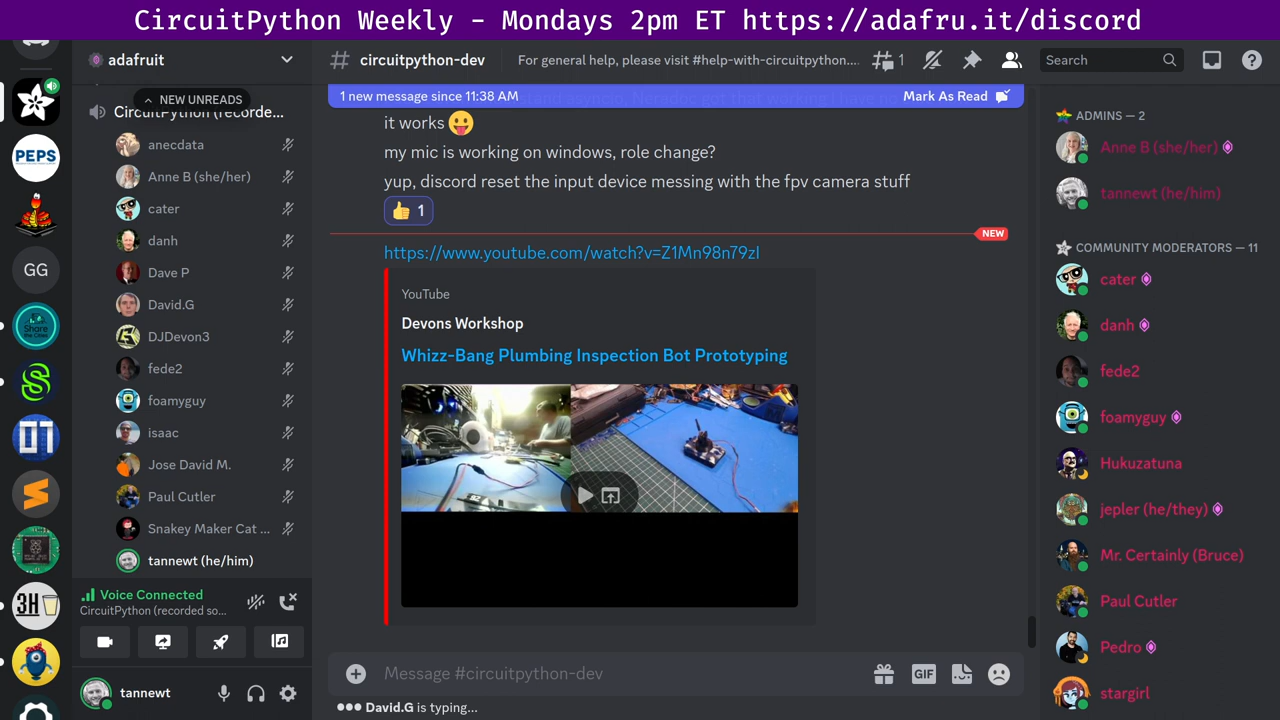 CircuitPython Weekly - Mondays 2pm ET https://adafru.it/discord
adafruit
NEW UNREADS
CircuitPython (recorde...
anecdata
Anne B (she/her)
cater
danh
Dave P
David.G
DJDevon3
fede2
foamyguy
isaac
Jose David M.
Paul Cutler
Snakey Maker Cat ...
tannewt (he/him)
Voice Connected
CircuitPython (recorded so...
tannewt
PEPS
GG
Share
the Cities
3H
circuitpython-dev
For general help, please visit #help-with-circuitpython....
1
Search
1 new message since 11:38 AM
Mark As Read
it works
my mic is working on windows, role change?
yup, discord reset the input device messing with the fpv camera stuff
1
NEW
https://www.youtube.com/watch?v=Z1Mn98n79zI
YouTube
Devons Workshop
Whizz-Bang Plumbing Inspection Bot Prototyping
Message #circuitpython-dev
GIF
David.G is typing...
ADMINS — 2
Anne B (she/her)
tannewt (he/him)
COMMUNITY MODERATORS — 11
cater
danh
fede2
foamyguy
Hukuzatuna
jepler (he/they)
Mr. Certainly (Bruce)
Paul Cutler
Pedro
stargirl